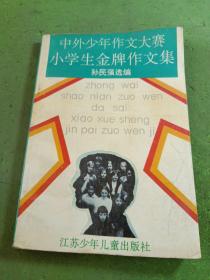 中外少年作文大赛
小学生金牌作文集
孙民强选编
zhong wai
shao nian zuo wen
da sai
xiao xue sheng
jin pai zuo wen ji
江苏少年儿童出版社